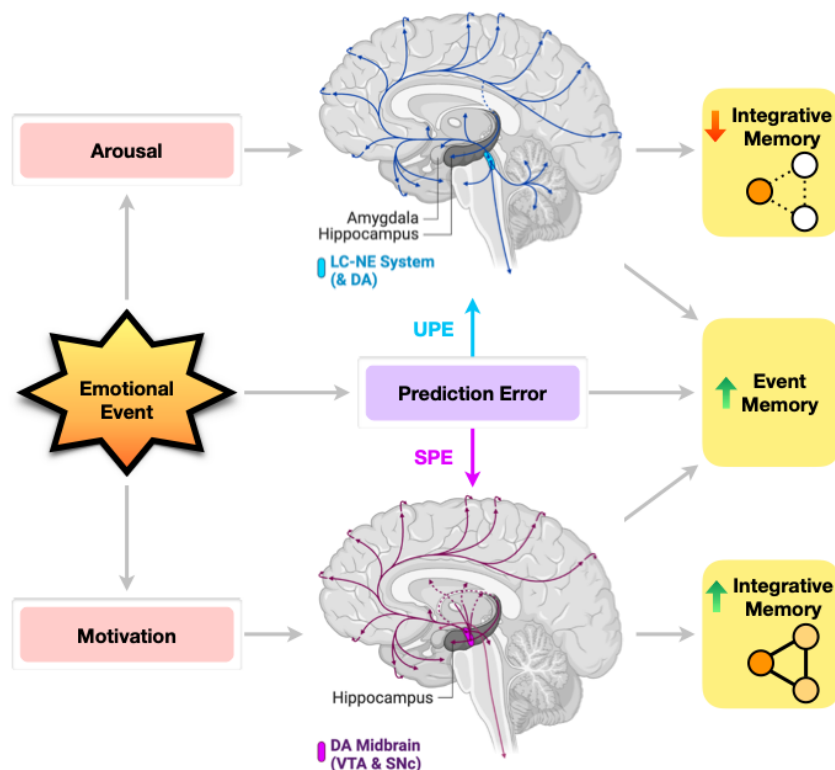 Arousal
Amygdala
Hippocampus
LC-NE System
(& DA)
Integrative
Memory
UPE
Emotional
Event
Prediction Error
Event
Memory
SPE
Motivation
Hippocampus
DA Midbrain
(VTA & SNc)
Integrative
Memory